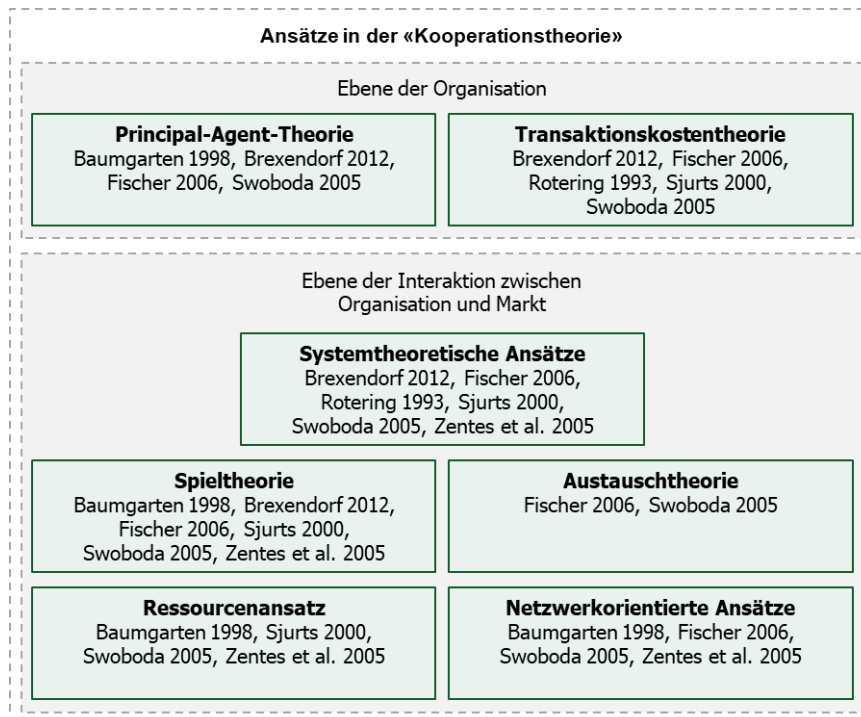 Ansätze in der «Kooperationstheorie»
Ebene der Organisation
Principal-Agent-Theorie
Baumgarten 1998, Brexendorf 2012,
Fischer 2006, Swoboda 2005
Transaktionskostentheorie
Brexendorf 2012, Fischer 2006,
Rotering 1993, Sjurts 2000,
Swoboda 2005
Ebene der Interaktion zwischen
Organisation und Markt
Systemtheoretische Ansätze
Brexendorf 2012, Fischer 2006,
Rotering 1993, Sjurts 2000,
Swoboda 2005, Zentes et al. 2005
Spieltheorie
Baumgarten 1998, Brexendorf 2012,
Fischer 2006, Sjurts 2000,
Swoboda 2005, Zentes et al. 2005
Austauschtheorie
Fischer 2006, Swoboda 2005
Ressourcenansatz
Baumgarten 1998, Sjurts 2000,
Swoboda 2005, Zentes et al. 2005
Netzwerkorientierte Ansätze
Baumgarten 1998, Fischer 2006,
Swoboda 2005, Zentes et al. 2005